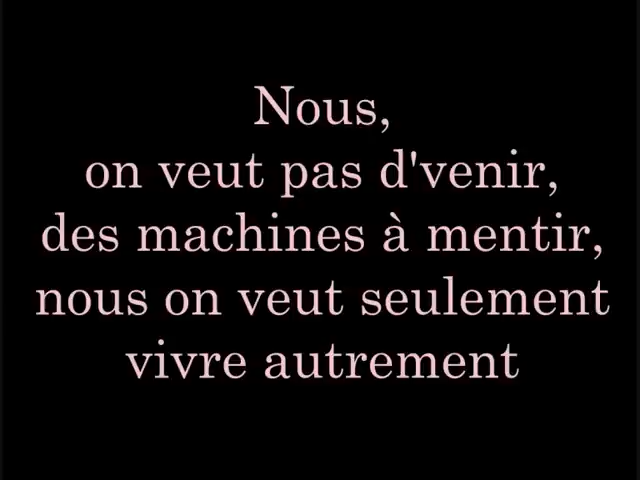 Nous,
on veut pas d'venir,
des machines à mentir,
nous on veut seulement
vivre autrement